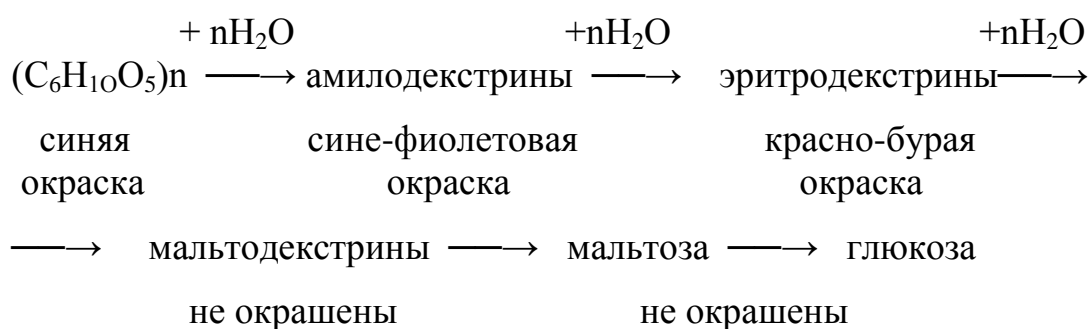 + nH₂O +nH₂O +nH₂O
(C₆H₁₀O₅)n ⟶ амилодекстрины ⟶ эритродекстрины ⟶
синяя сине-фиолетовая красно-бурая
окраска окраска окраска
⟶ мальтодекстрины ⟶ мальтоза ⟶ глюкоза
не окрашены не окрашены